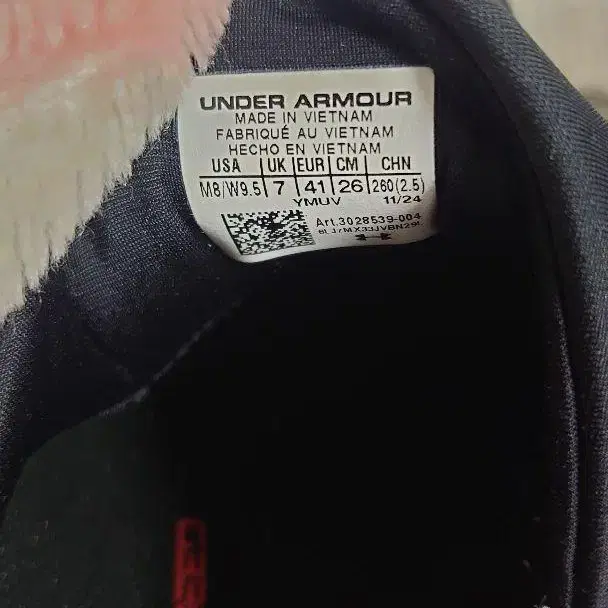 UNDER ARMOUR
MADE IN VIETNAM
FABRIQUÉ AU VIETNAM
HECHO EN VIETNAM
USA UK EUR CM CHN
M8/W9.5 7 41 26 260(2.5)
YMUV 11/24
Art.3028539-004